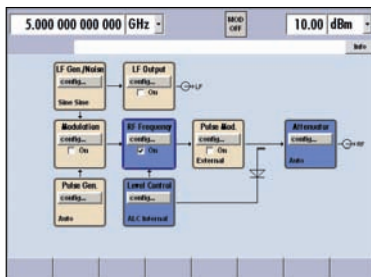 5.000 000 000 000 GHz
MOD OFF
10.00 dBm
Info
LF Gen./Noise
config...
Sine Sine
LF Output
config...
On
LF
Modulation
config...
On
RF Frequency
config...
On
Pulse Mod.
config...
On
External
Attenuator
config...
Auto
RF
Pulse Gen.
config...
Auto
Level Control
config...
ALC Internal